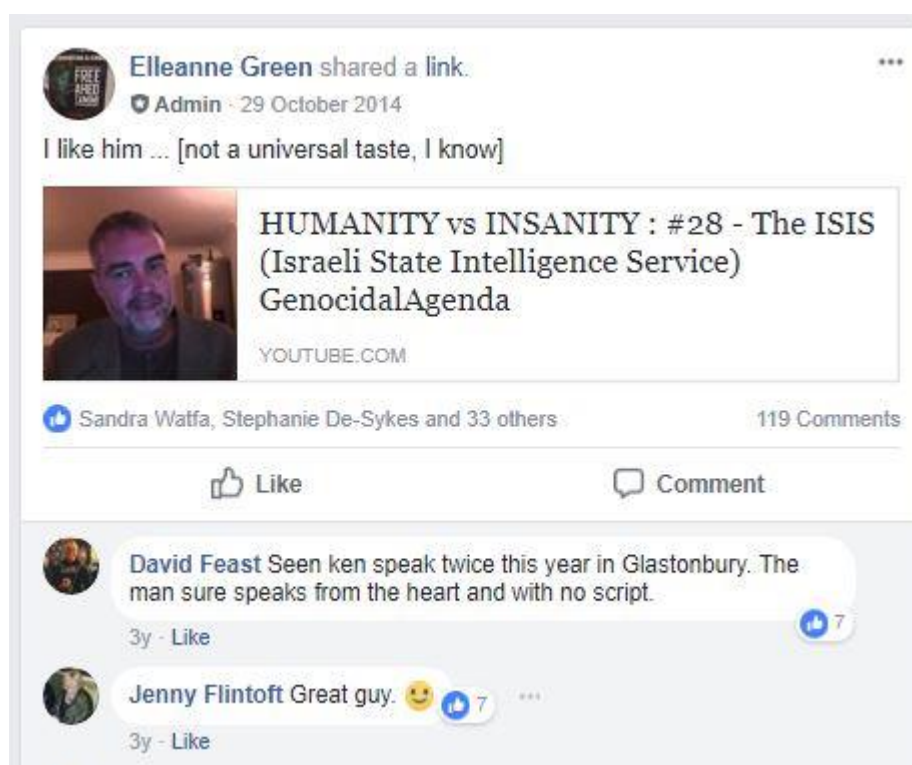 Elleanne Green shared a link.
Admin · 29 October 2014
I like him ... [not a universal taste, I know]
HUMANITY vs INSANITY : #28 - The ISIS
(Israeli State Intelligence Service)
GenocidalAgenda
YOUTUBE.COM
Sandra Watfa, Stephanie De-Sykes and 33 others 119 Comments
Like Comment
David Feast Seen ken speak twice this year in Glastonbury. The
man sure speaks from the heart and with no script.
7
3y · Like
Jenny Flintoft Great guy. 7
3y · Like